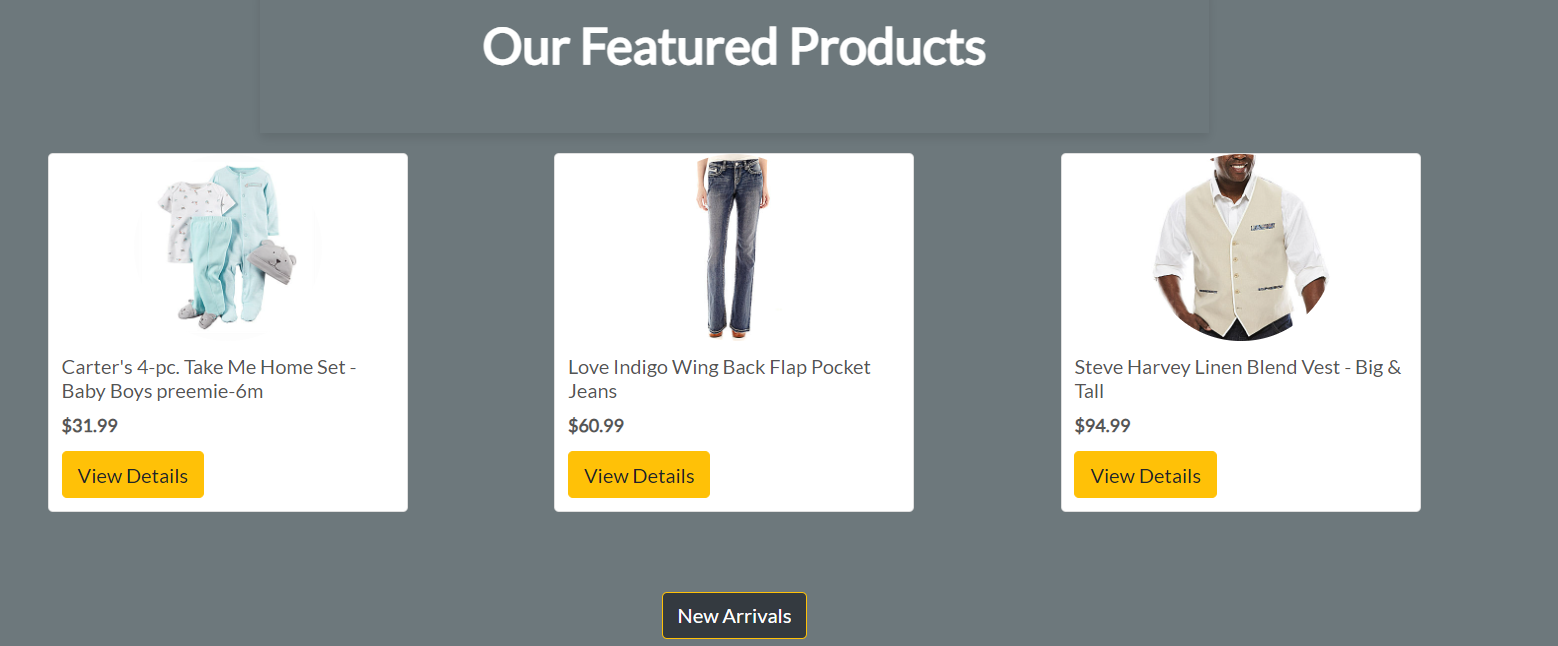 Our Featured Products
Carter's 4-pc. Take Me Home Set -
Baby Boys preemie-6m
$31.99
View Details
Love Indigo Wing Back Flap Pocket
Jeans
$60.99
View Details
Steve Harvey Linen Blend Vest - Big &
Tall
$94.99
View Details
New Arrivals